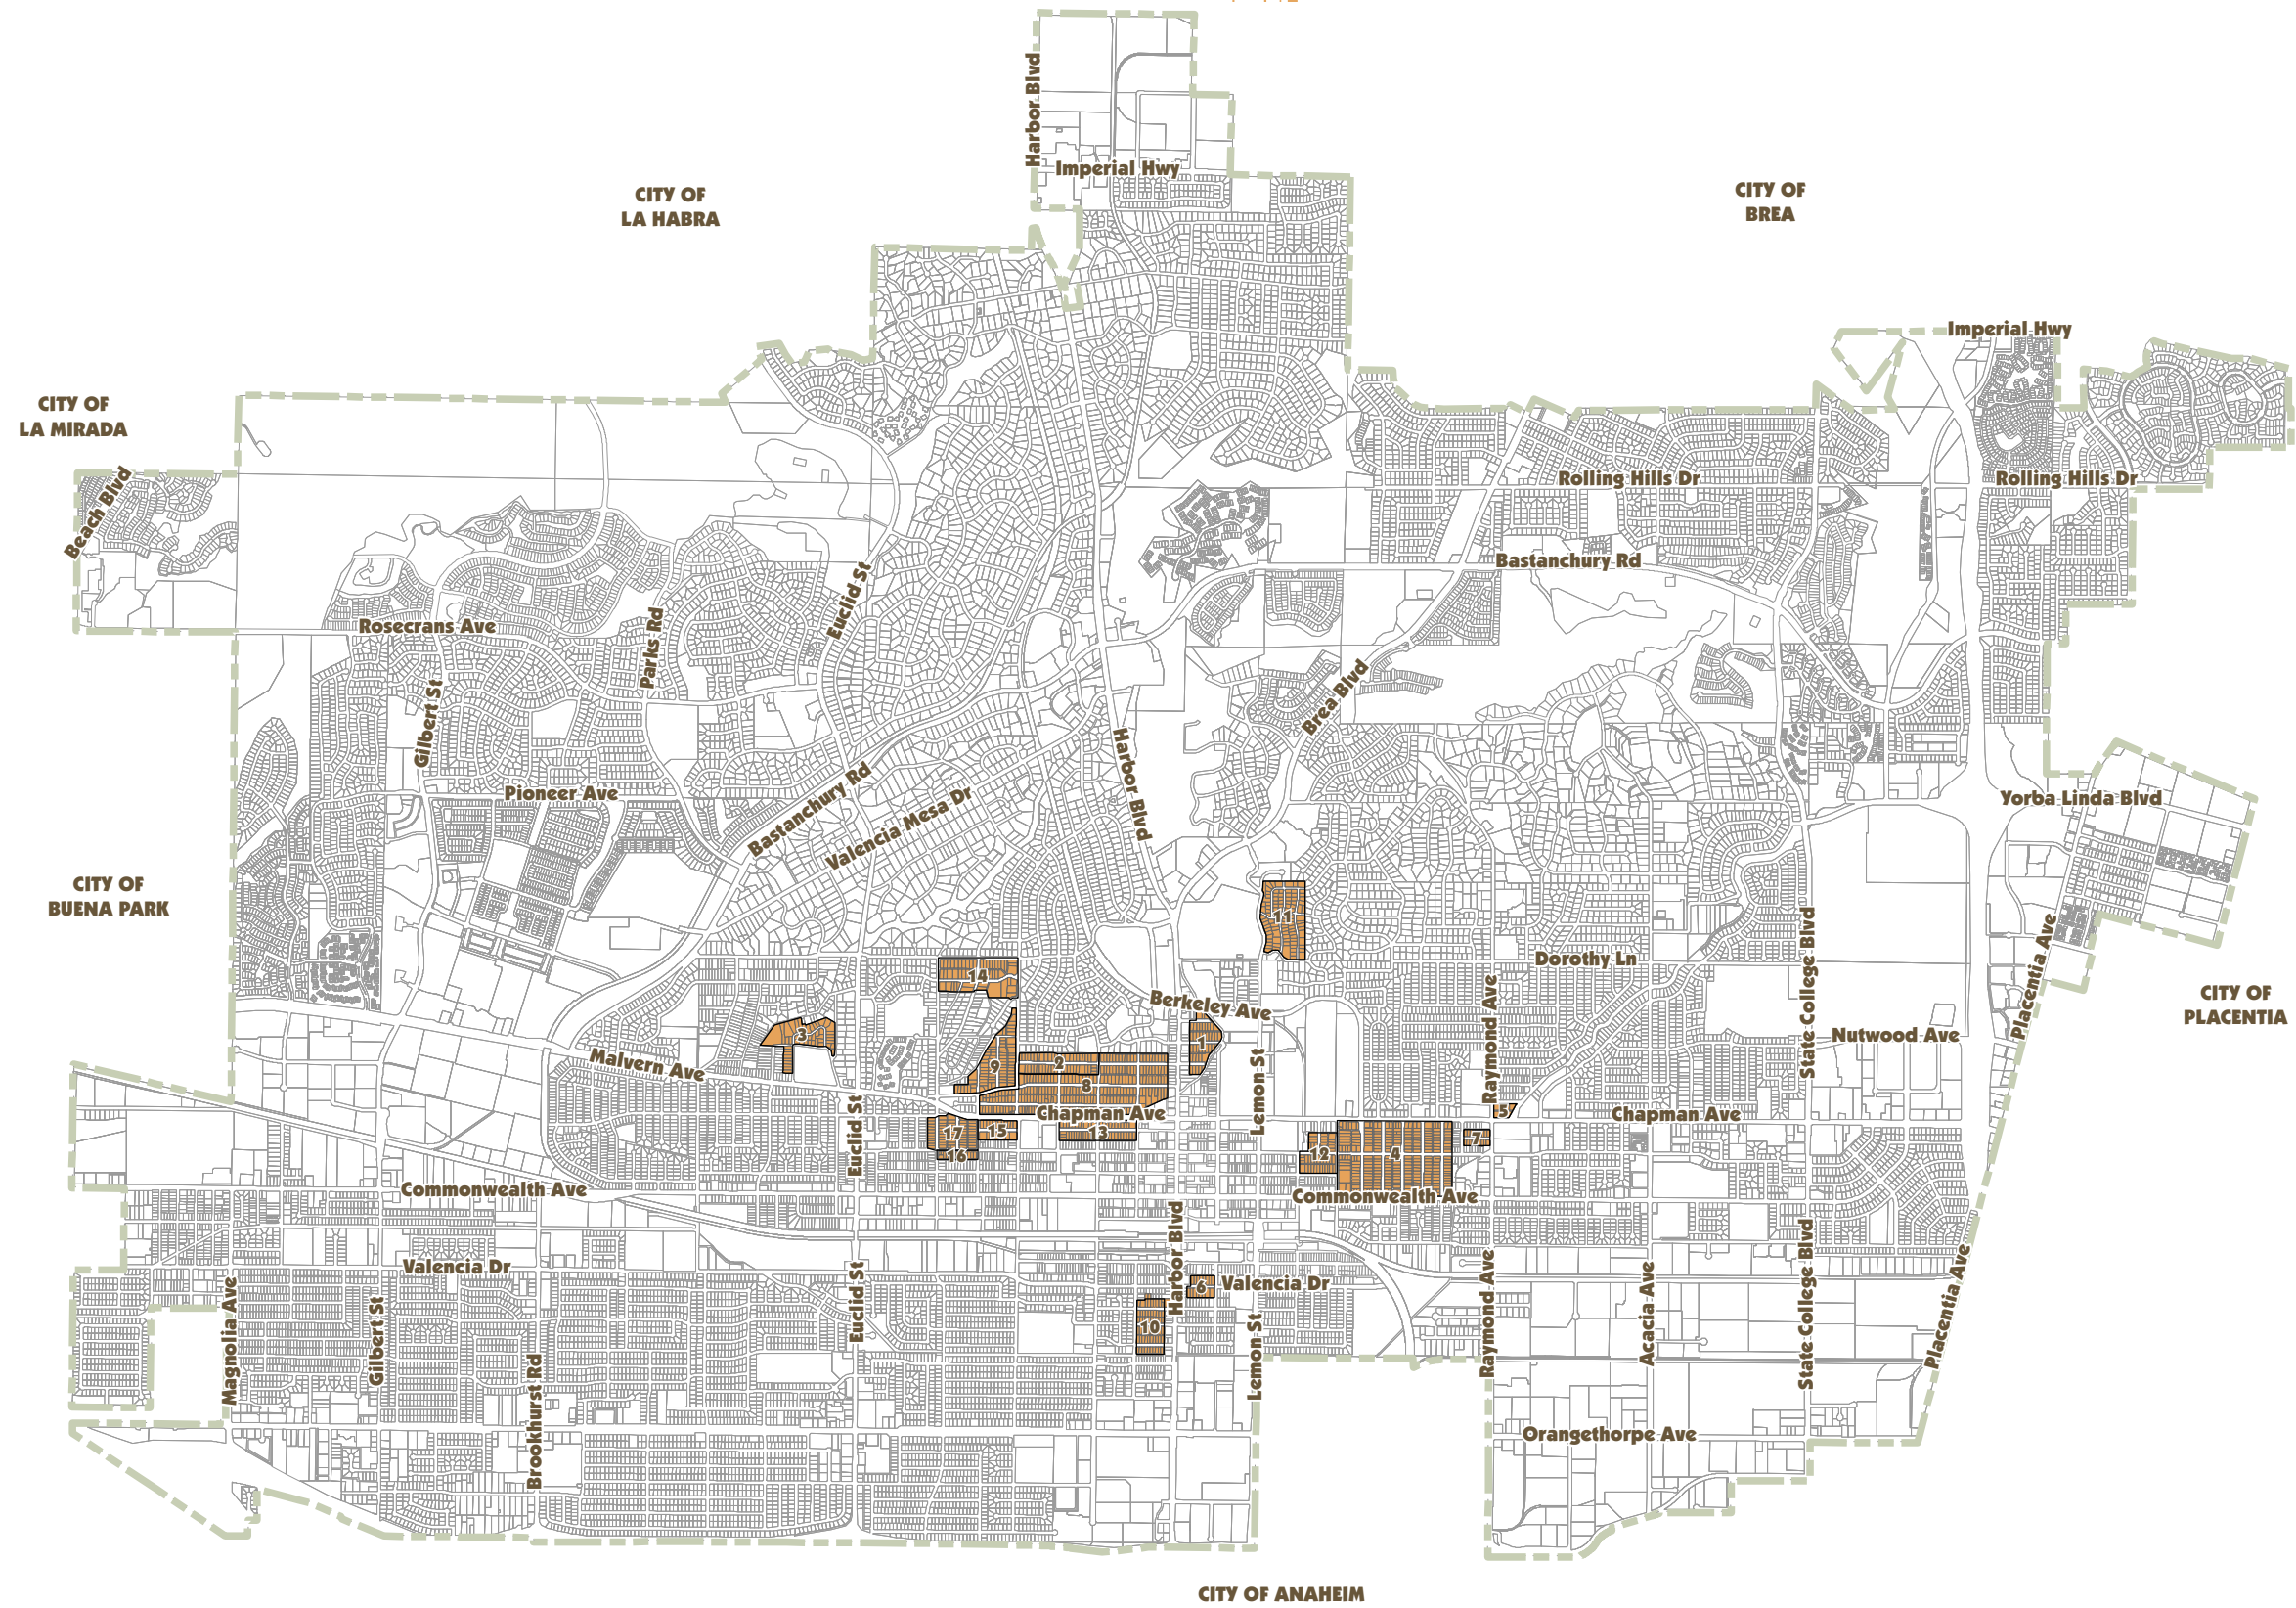 Harbor Blvd
Imperial Hwy
CITY OF
LA HABRA
CITY OF
BREA
Imperial Hwy
CITY OF
LA MIRADA
Beach Blvd
Rolling Hills Dr
Rolling Hills Dr
Bastanchury Rd
Euclid St
Rosecrans Ave
Parks Rd
Gilbert St
Brea Blvd
Harbor Blvd
Pioneer Ave
Bastanchury Rd
Valencia Mesa Dr
Yorba Linda Blvd
CITY OF
BUENA PARK
11
State College Blvd
Placentia Ave
Dorothy Ln
14
Berkeley Ave
Raymond Ave
CITY OF
PLACENTIA
3
1
Nutwood Ave
Malvern Ave
9
2
8
Lemon St
Chapman Ave
5
Chapman Ave
Euclid St
17
15
13
16
12
4
7
Commonwealth Ave
Commonwealth Ave
Harbor Blvd
Valencia Dr
6
Valencia Dr
Magnolia Ave
Gilbert St
Euclid St
10
Lemon St
Raymond Ave
Acacia Ave
State College Blvd
Placentia Ave
Brookhurst Rd
Orangethorpe Ave
CITY OF ANAHEIM